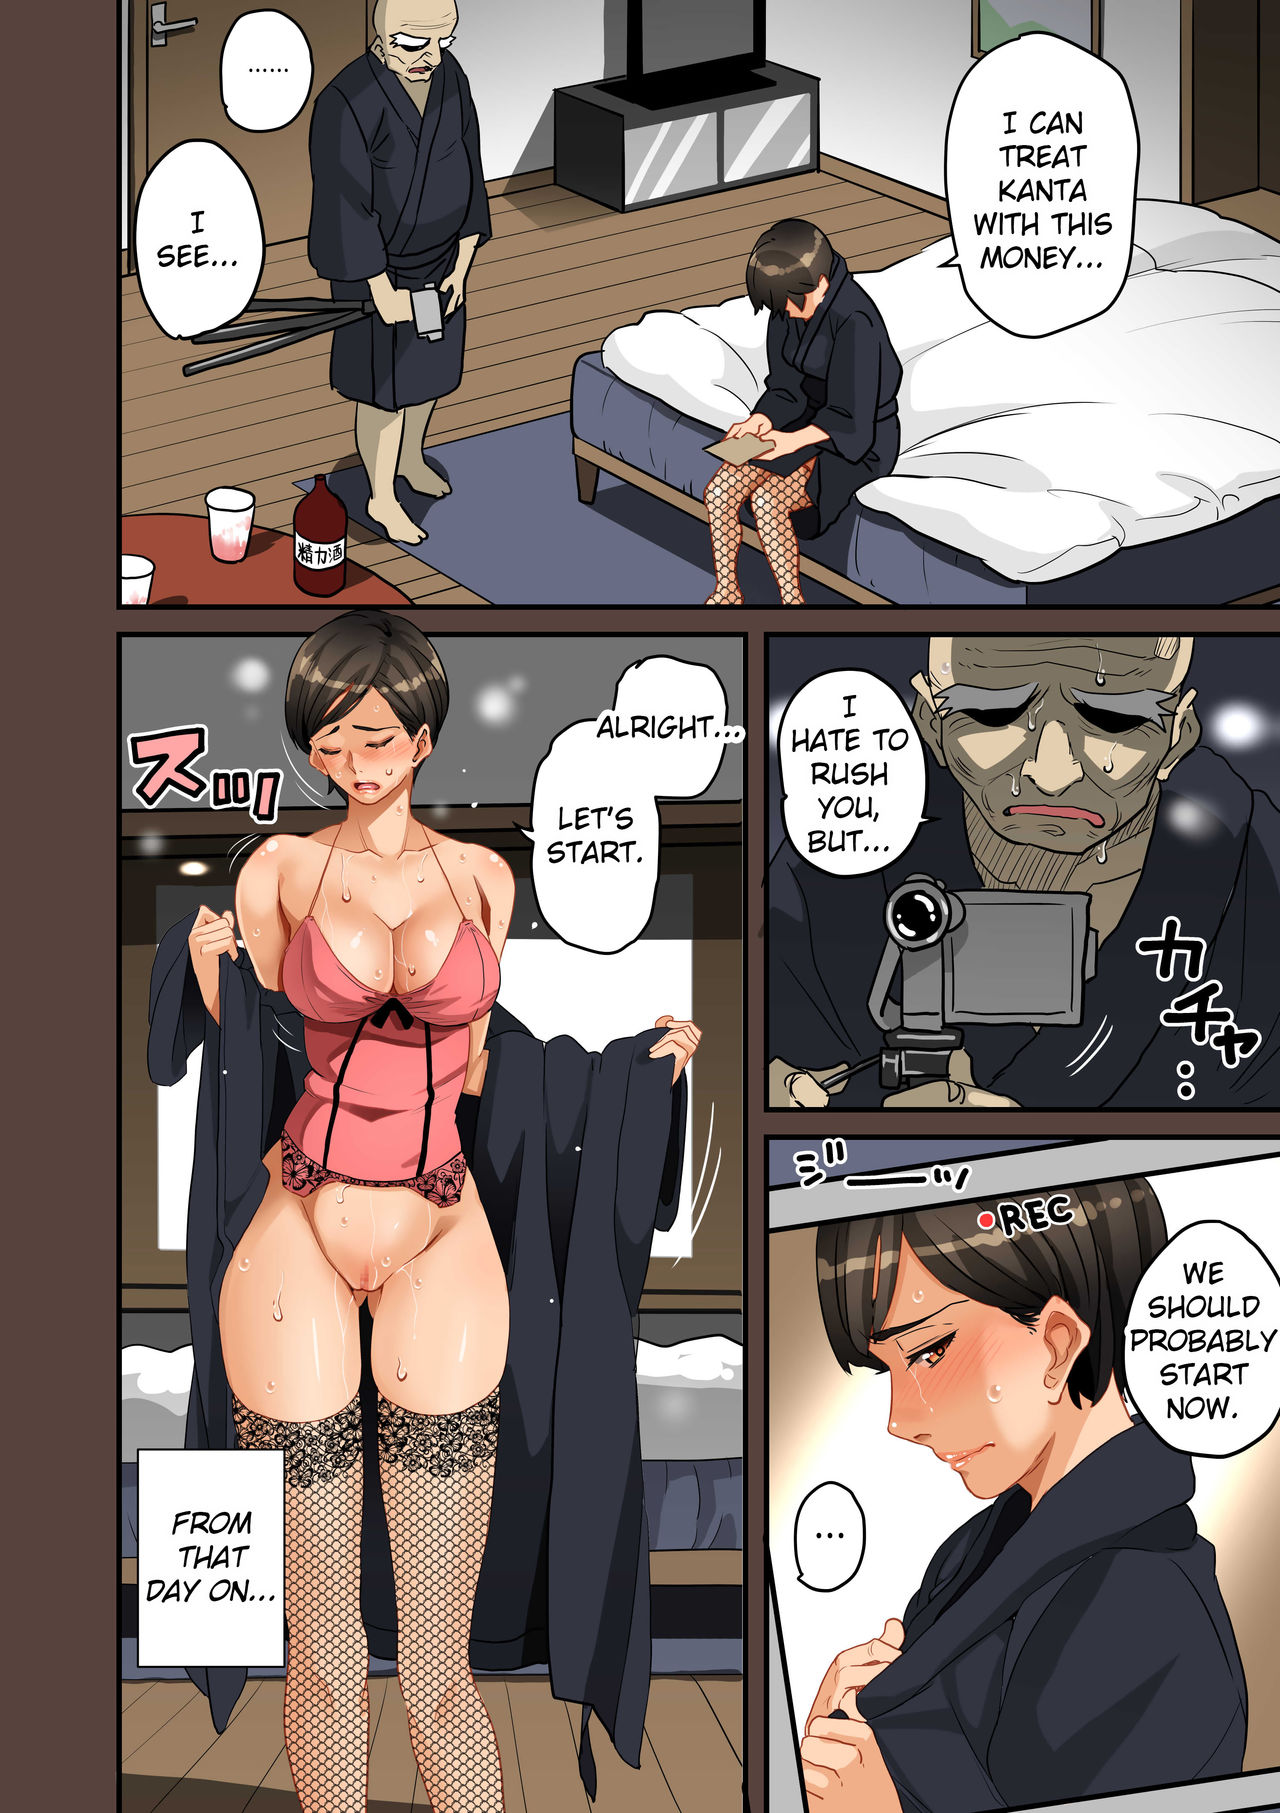 I CAN
TREAT
KANTA
WITH THIS
MONEY...
......
I
SEE...
精力酒
I
HATE TO
RUSH
YOU,
BUT...
カチャ...
ジーーッ
REC
WE
SHOULD
PROBABLY
START
NOW.
...
ALRIGHT...
LET'S
START.
スッ
FROM
THAT
DAY ON...